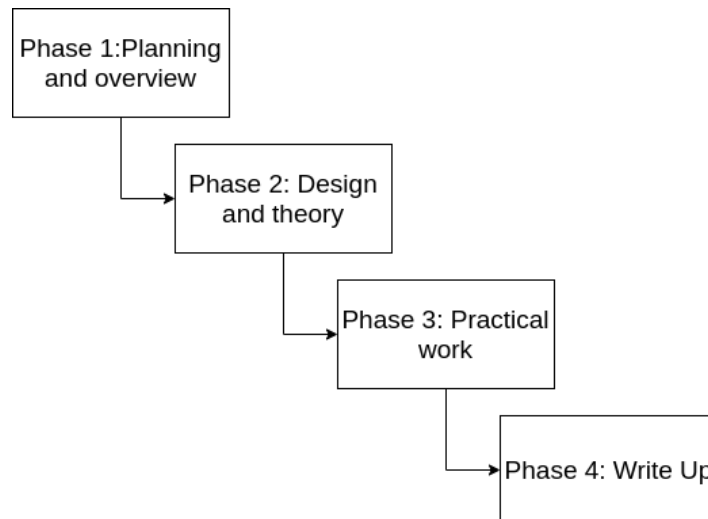 Phase 1:Planning
and overview
Phase 2: Design
and theory
Phase 3: Practical
work
Phase 4: Write Up